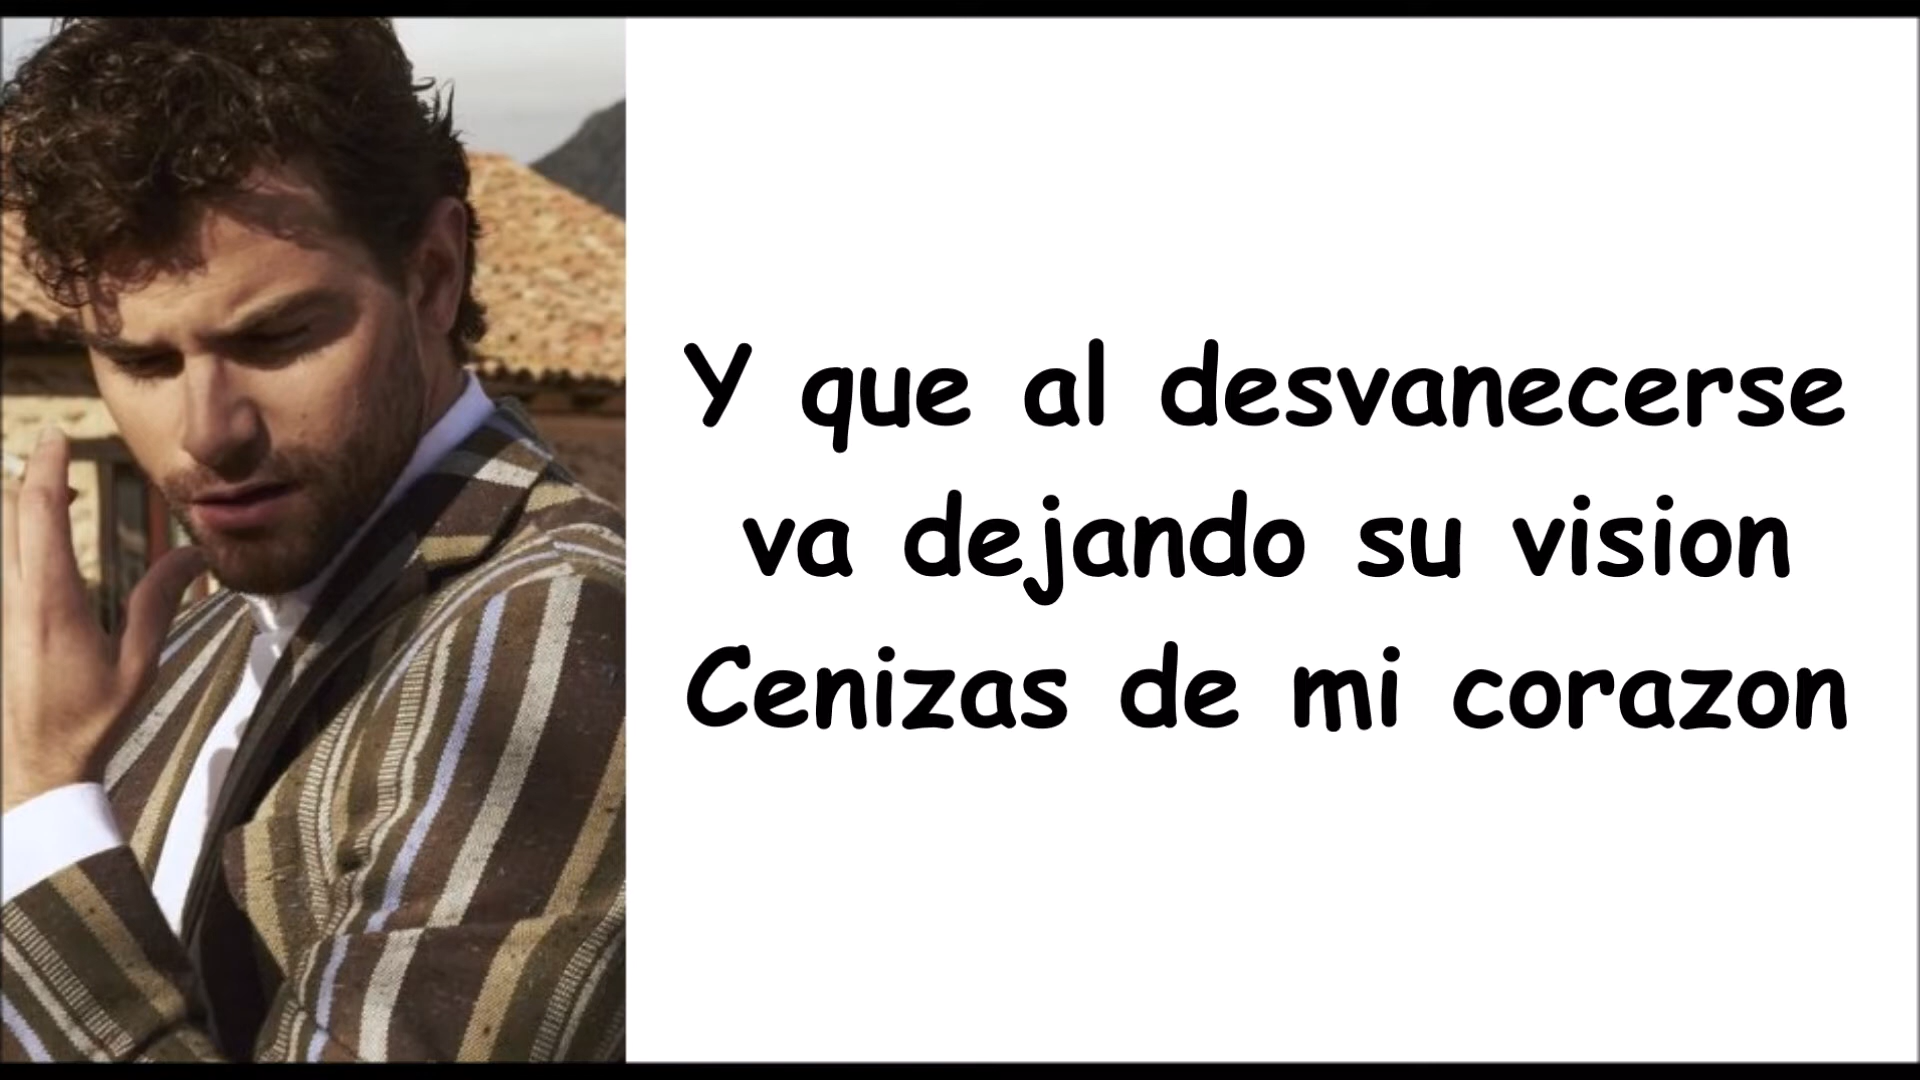 Y que al desvanecerse
va dejando su vision
Cenizas de mi corazon